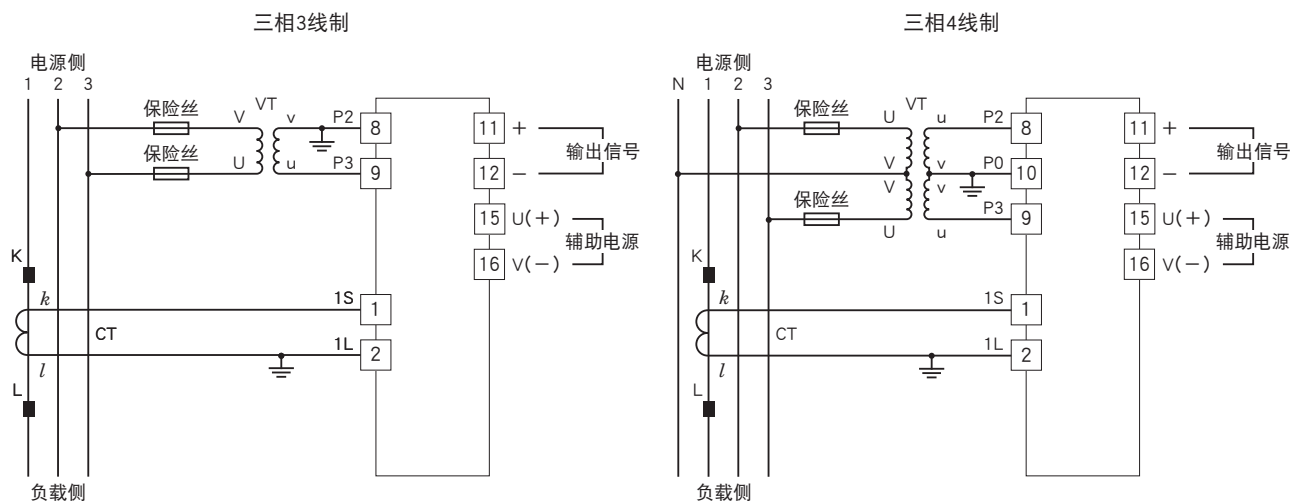 三相3线制
电源侧
1 2 3
保险丝
VT
V
v
P2
8
保险丝
U
u
P3
9
11 +
12 −
输出信号
15 U(+)
16 V(−)
辅助电源
K
k
1S
1
CT
1L
2
l
L
负载侧
三相4线制
电源侧
N 1 2 3
保险丝
VT
U
u
P2
8
V
v
P0
10
V
v
保险丝
P3
9
U
u
11 +
12 −
输出信号
15 U(+)
16 V(−)
辅助电源
K
k
1S
1
CT
1L
2
l
L
负载侧